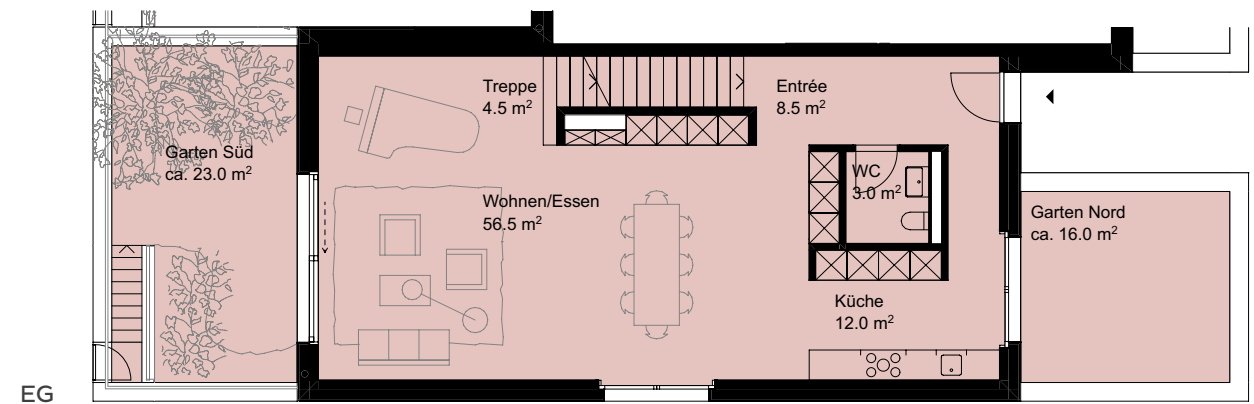 Treppe
4.5 m²
Entrée
8.5 m²
Garten Süd
ca. 23.0 m²
WC
3.0 m²
Wohnen/Essen
56.5 m²
Garten Nord
ca. 16.0 m²
Küche
12.0 m²
EG